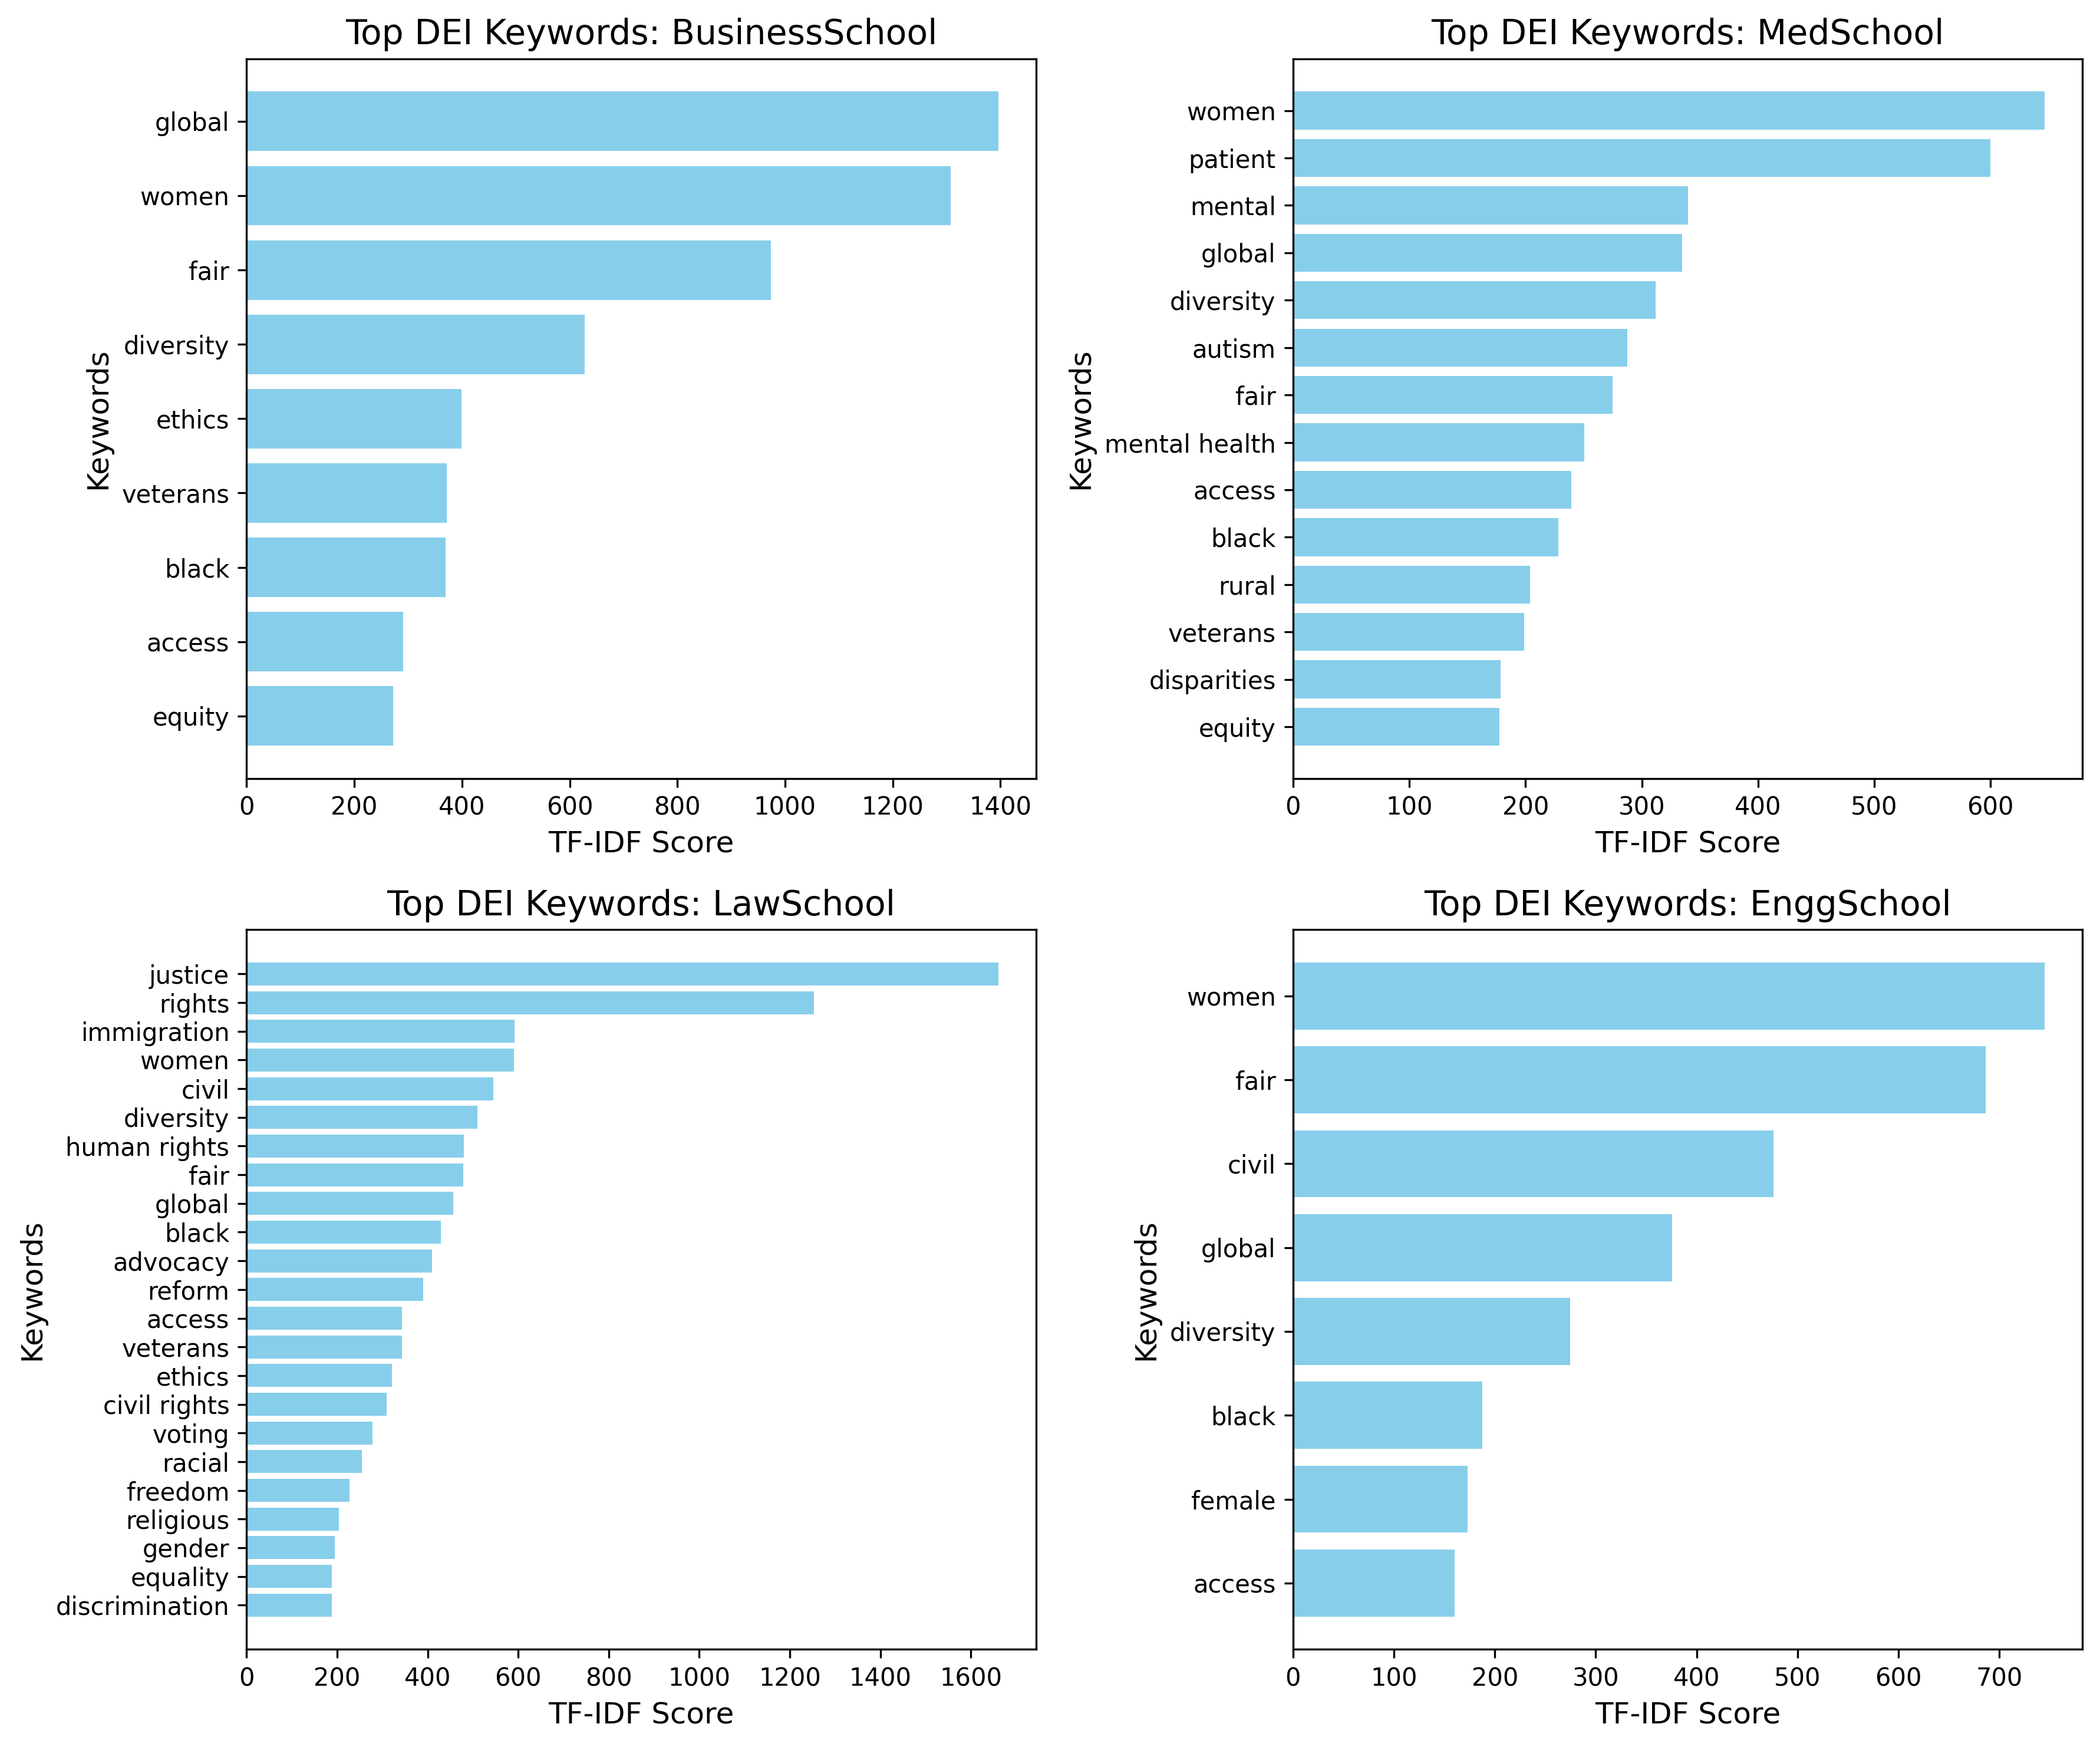 Top DEI Keywords: BusinessSchool
Keywords
global
women
fair
diversity
ethics
veterans
black
access
equity
0 200 400 600 800 1000 1200 1400
TF-IDF Score
Top DEI Keywords: MedSchool
Keywords
women
patient
mental
global
diversity
autism
fair
mental health
access
black
rural
veterans
disparities
equity
0 100 200 300 400 500 600
TF-IDF Score
Top DEI Keywords: LawSchool
Keywords
justice
rights
immigration
women
civil
diversity
human rights
fair
global
black
advocacy
reform
access
veterans
ethics
civil rights
voting
racial
freedom
religious
gender
equality
discrimination
0 200 400 600 800 1000 1200 1400 1600
TF-IDF Score
Top DEI Keywords: EnggSchool
Keywords
women
fair
civil
global
diversity
black
female
access
0 100 200 300 400 500 600 700
TF-IDF Score